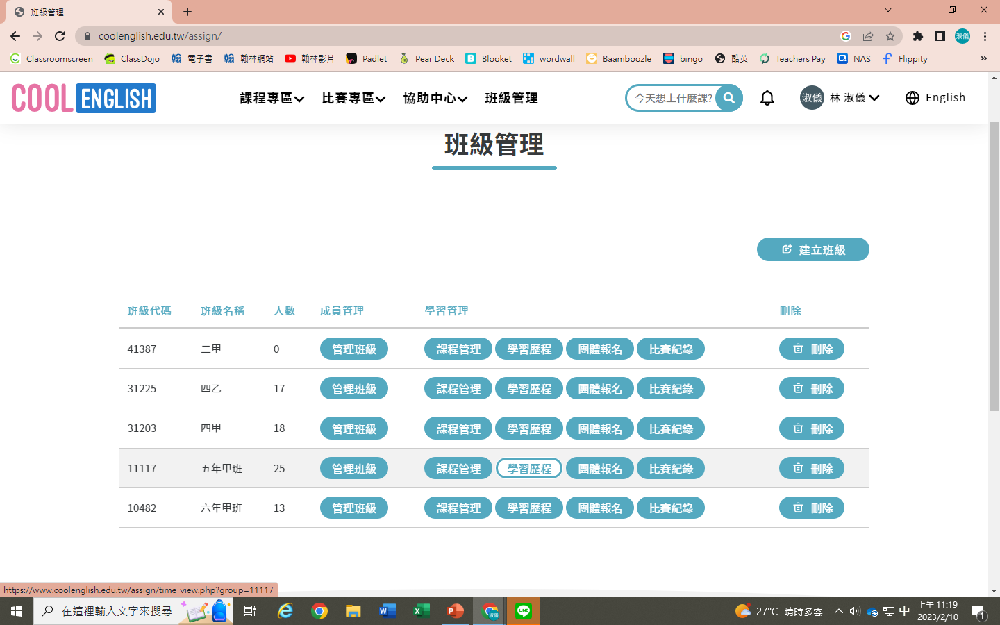 班級管理
coolenglish.edu.tw/assign/
淑儀
Classroomscreen ClassDojo 電子書 翰林網站 翰林影片 Padlet Pear Deck Blooket wordwall Baamboozle bingo 酷英 Teachers Pay NAS Flippity »
COOL ENGLISH 課程專區 比賽專區 協助中心 班級管理 今天想上什麼課? 淑儀 林 淑儀 English
班級管理
建立班級
班級代碼 班級名稱 人數 成員管理 學習管理 刪除
41387 二甲 0 管理班級 課程管理 學習歷程 團體報名 比賽紀錄 刪除
31225 四乙 17 管理班級 課程管理 學習歷程 團體報名 比賽紀錄 刪除
31203 四甲 18 管理班級 課程管理 學習歷程 團體報名 比賽紀錄 刪除
11117 五年甲班 25 管理班級 課程管理 學習歷程 團體報名 比賽紀錄 刪除
10482 六年甲班 13 管理班級 課程管理 學習歷程 團體報名 比賽紀錄 刪除
https://www.coolenglish.edu.tw/assign/time_view.php?group=11117
在這裡輸入文字來搜尋 淑儀 LINE 27°C 晴時多雲 中 上午 11:19
2023/2/10 1